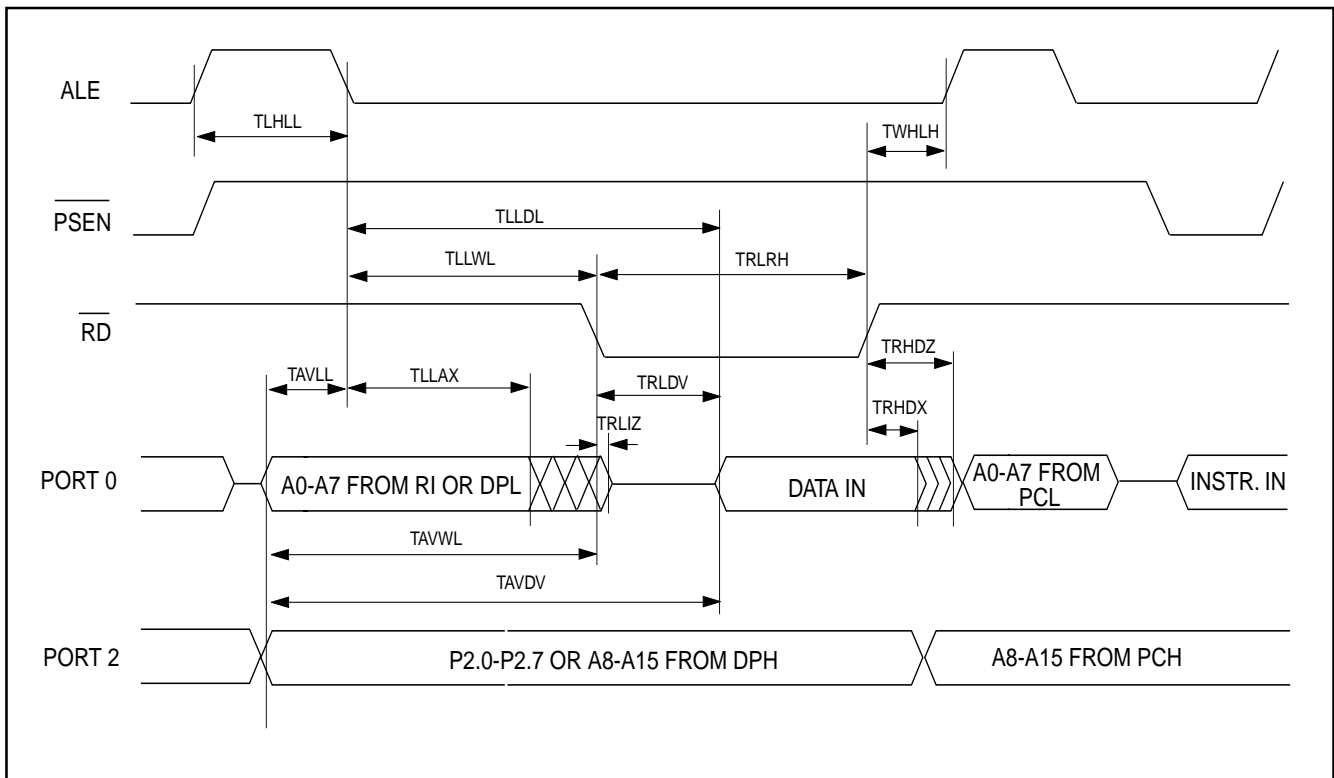 ALE
TLHLL
TWHLH
PSEN
TLLDL
TLLWL
TRLRH
RD
TAVLL
TLLAX
TRLDV
TRHDZ
TRHDX
TRLIZ
PORT 0
A0-A7 FROM RI OR DPL
DATA IN
A0-A7 FROM
PCL
INSTR. IN
TAVWL
TAVDV
PORT 2
P2.0-P2.7 OR A8-A15 FROM DPH
A8-A15 FROM PCH